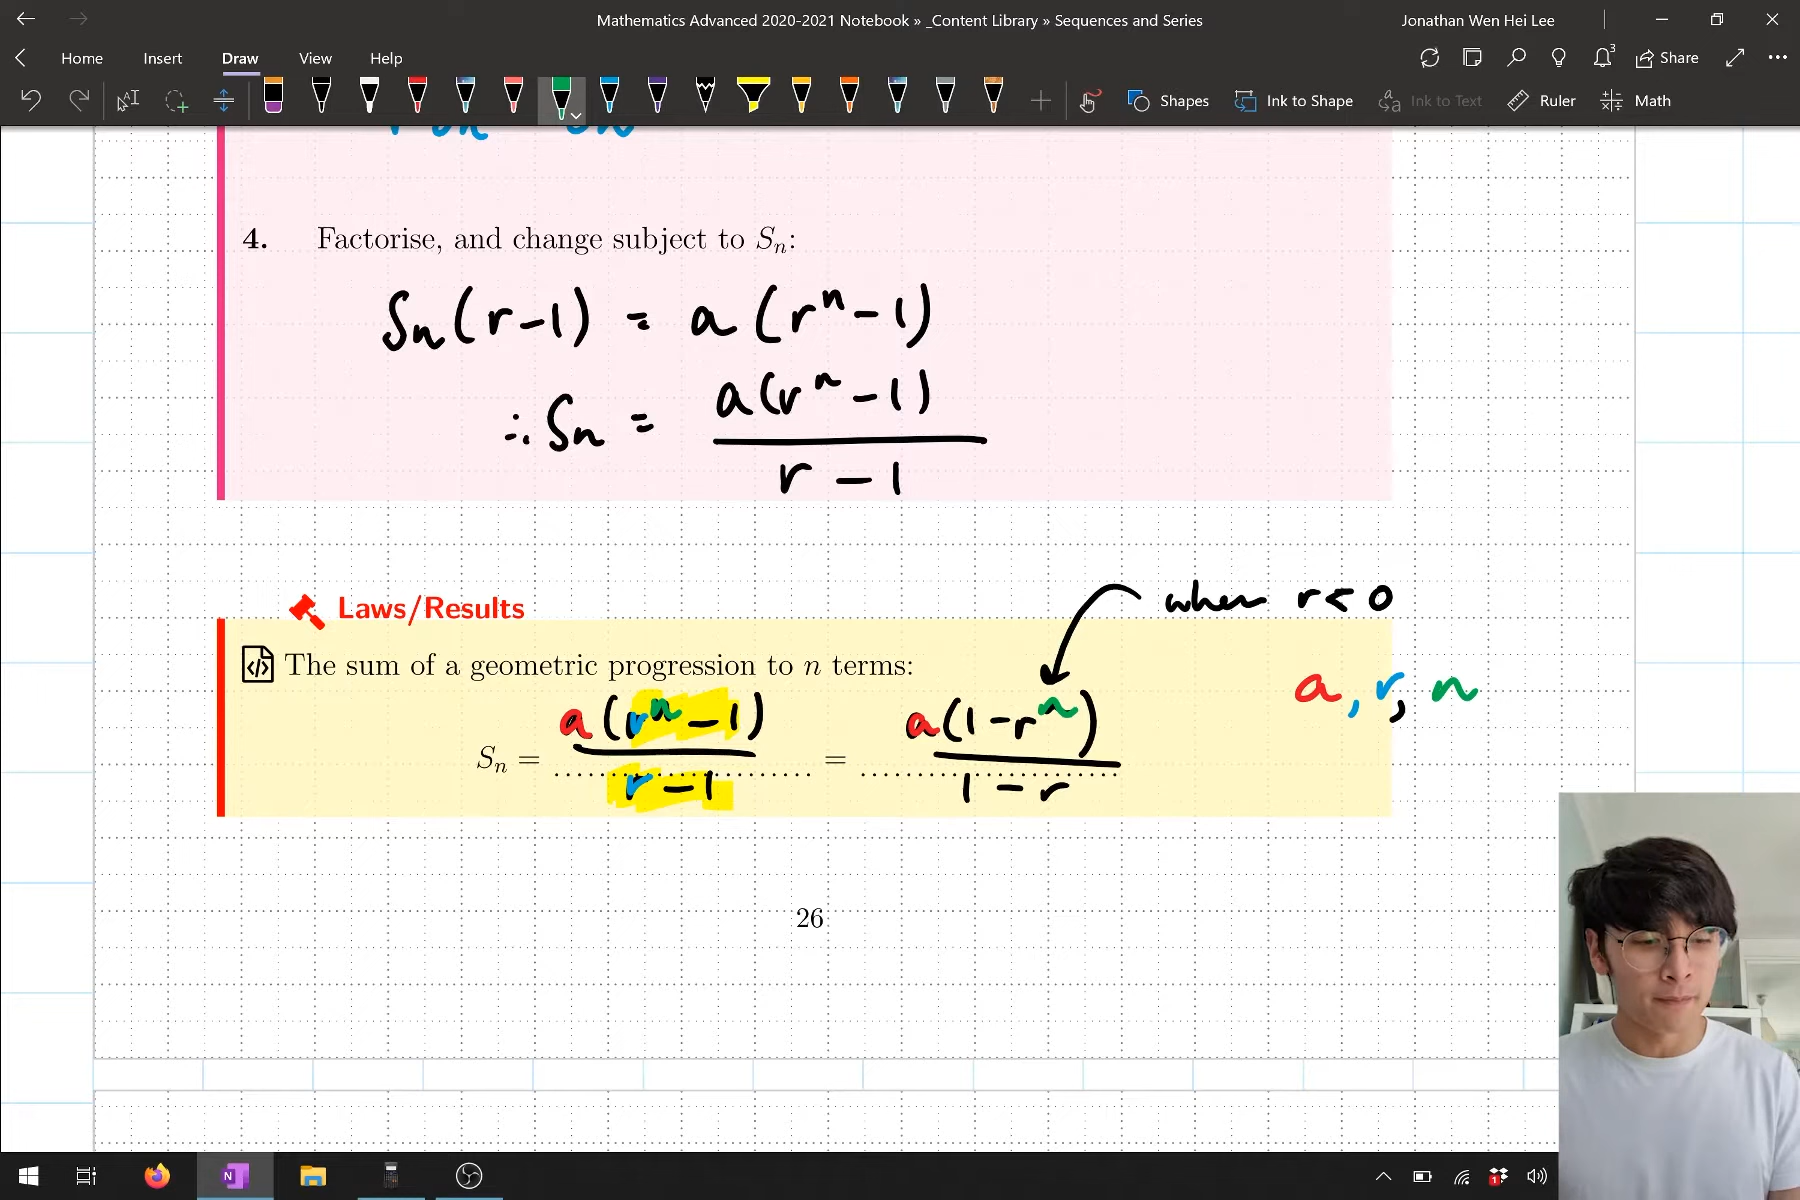 Mathematics Advanced 2020-2021 Notebook » _Content Library » Sequences and Series
Jonathan Wen Hei Lee
Home Insert Draw View Help
3
Share
Shapes Ink to Shape Ink to Text Ruler Math
4. Factorise, and change subject to Sₙ:
Sₙ(r-1) = a(rⁿ-1)
∴ Sₙ = a(rⁿ-1)
r - 1
when r < 0
Laws/Results
The sum of a geometric progression to n terms:
a, r, n
a(rⁿ-1) a(1-rⁿ)
Sₙ = =
r-1 1-r
26
N
1